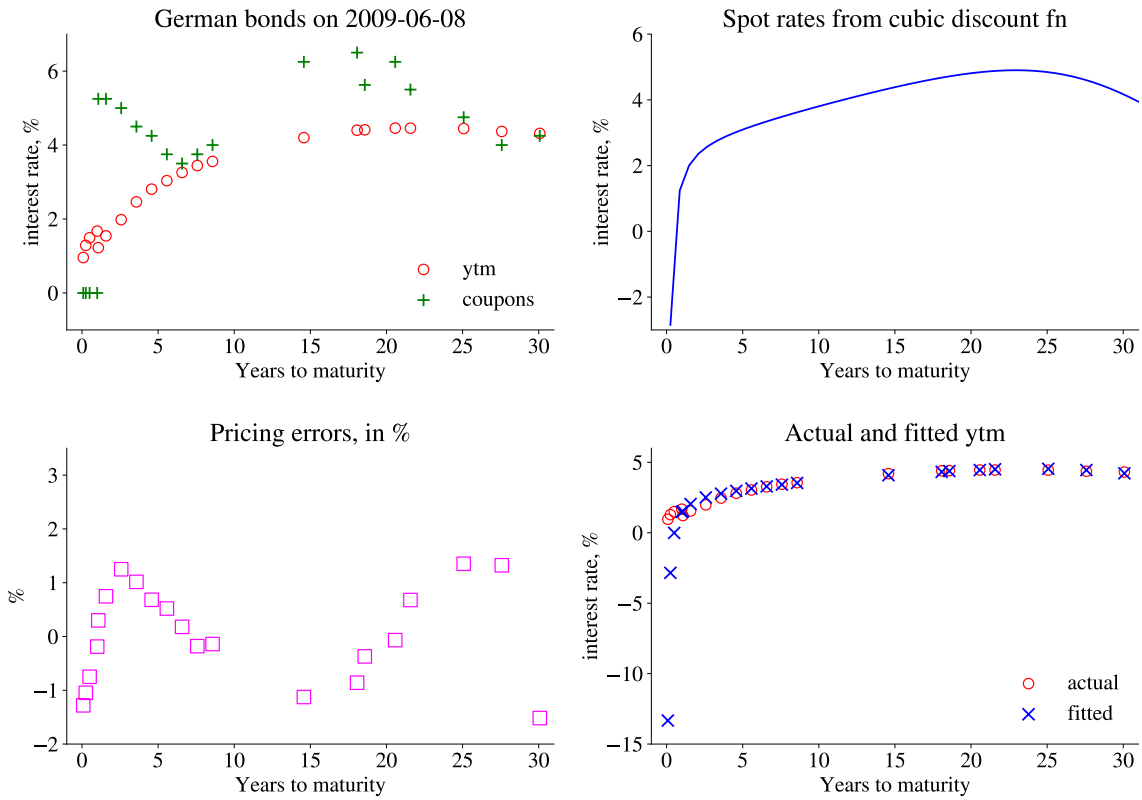 German bonds on 2009-06-08
interest rate, %
6
4
2
0
0 5 10 15 20 25 30
Years to maturity
ytm
coupons
Spot rates from cubic discount fn
interest rate, %
6
4
2
0
−2
0 5 10 15 20 25 30
Years to maturity
Pricing errors, in %
%
3
2
1
0
−1
−2
0 5 10 15 20 25 30
Years to maturity
Actual and fitted ytm
interest rate, %
5
0
−5
−10
−15
0 5 10 15 20 25 30
Years to maturity
actual
fitted